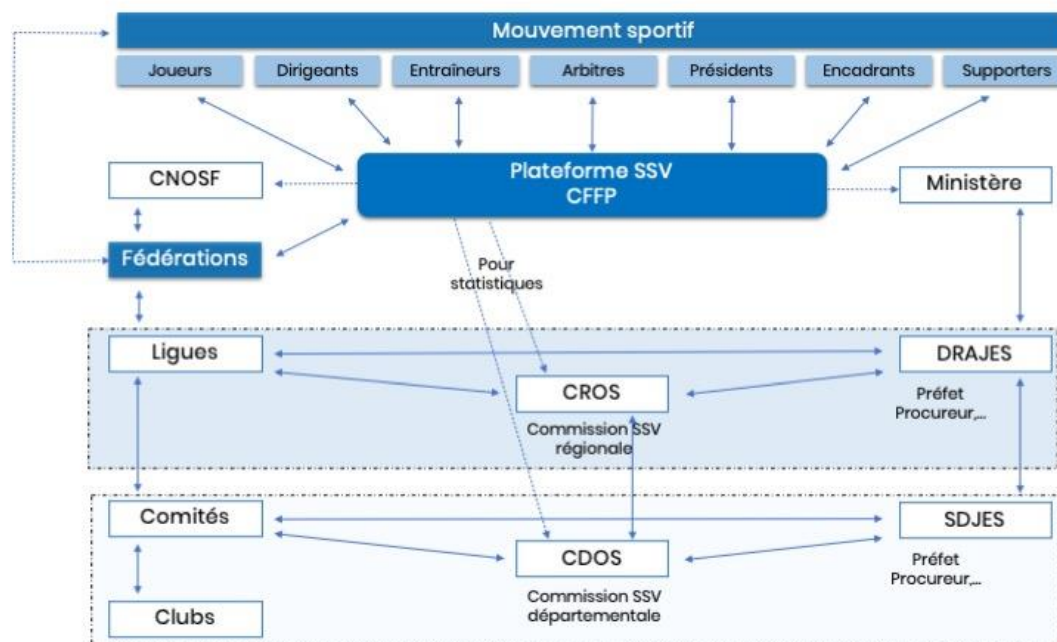 Mouvement sportif
Joueurs
Dirigeants
Entraîneurs
Arbitres
Présidents
Encadrants
Supporters
CNOSF
Plateforme SSV
CFFP
Ministère
Fédérations
Pour
statistiques
Ligues
DRAJES
CROS
Préfet
Procureur,...
Commission SSV
régionale
Comités
SDJES
CDOS
Préfet
Procureur,...
Commission SSV
départementale
Clubs